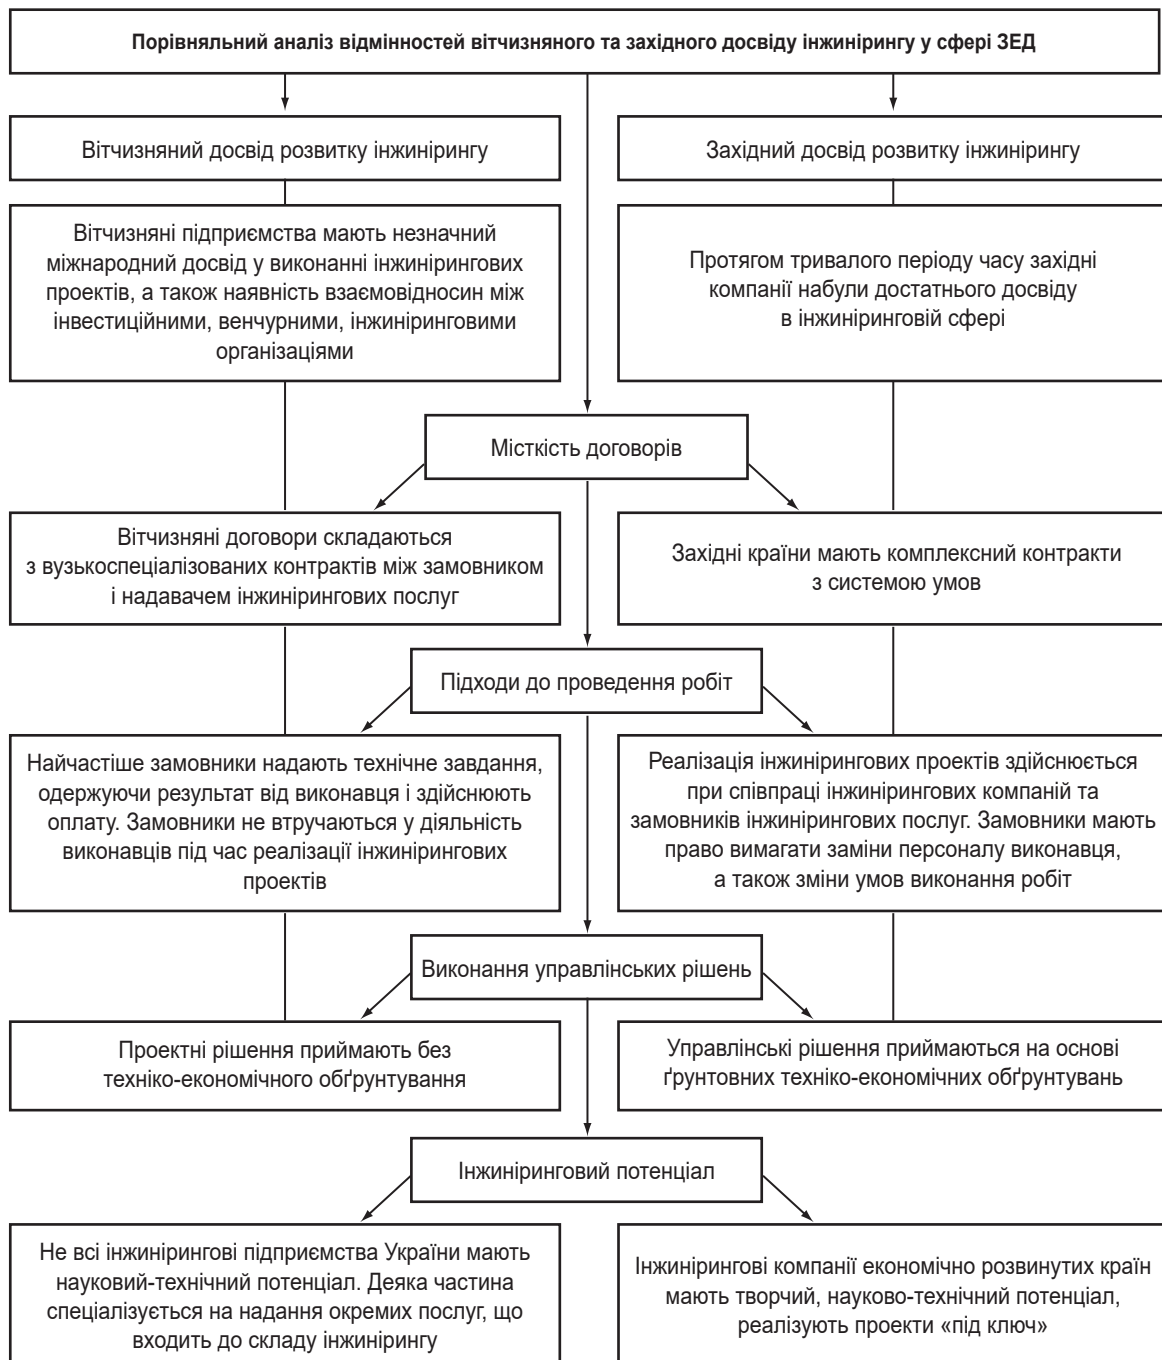 Порівняльний аналіз відмінностей вітчизняного та західного досвіду інжинірингу у сфері ЗЕД
Вітчизняний досвід розвитку інжинірингу
Західний досвід розвитку інжинірингу
Вітчизняні підприємства мають незначний
міжнародний досвід у виконанні інжинірингових
проектів, а також наявність взаємовідносин між
інвестиційними, венчурними, інжиніринговими
організаціями
Протягом тривалого періоду часу західні
компанії набули достатнього досвіду
в інжиніринговій сфері
Місткість договорів
Вітчизняні договори складаються
з вузькоспеціалізованих контрактів між замовником
і надавачем інжинірингових послуг
Західні країни мають комплексний контракти
з системою умов
Підходи до проведення робіт
Найчастіше замовники надають технічне завдання,
одержуючи результат від виконавця і здійснюють
оплату. Замовники не втручаються у діяльність
виконавців під час реалізації інжинірингових
проектів
Реалізація інжинірингових проектів здійснюється
при співпраці інжинірингових компаній та
замовників інжинірингових послуг. Замовники мають
право вимагати заміни персоналу виконавця,
а також зміни умов виконання робіт
Виконання управлінських рішень
Проектні рішення приймають без
техніко-економічного обґрунтування
Управлінські рішення приймаються на основі
ґрунтовних техніко-економічних обґрунтувань
Інжиніринговий потенціал
Не всі інжинірингові підприємства України мають
науковий-технічний потенціал. Деяка частина
спеціалізується на надання окремих послуг, що
входить до складу інжинірингу
Інжинірингові компанії економічно розвинутих країн
мають творчий, науково-технічний потенціал,
реалізують проекти «під ключ»